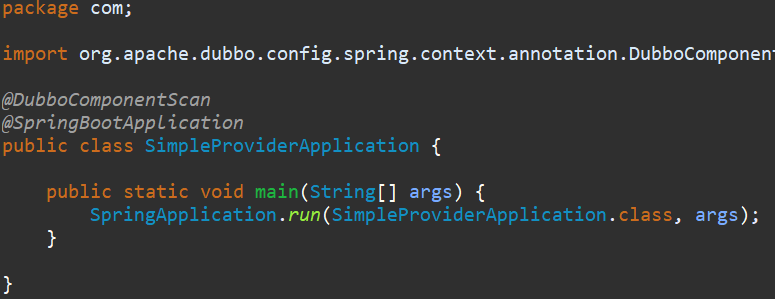 package com;
import org.apache.dubbo.config.spring.context.annotation.DubboComponent
@DubboComponentScan
@SpringBootApplication
public class SimpleProviderApplication {
public static void main(String[] args) {
SpringApplication.run(SimpleProviderApplication.class, args);
}
}